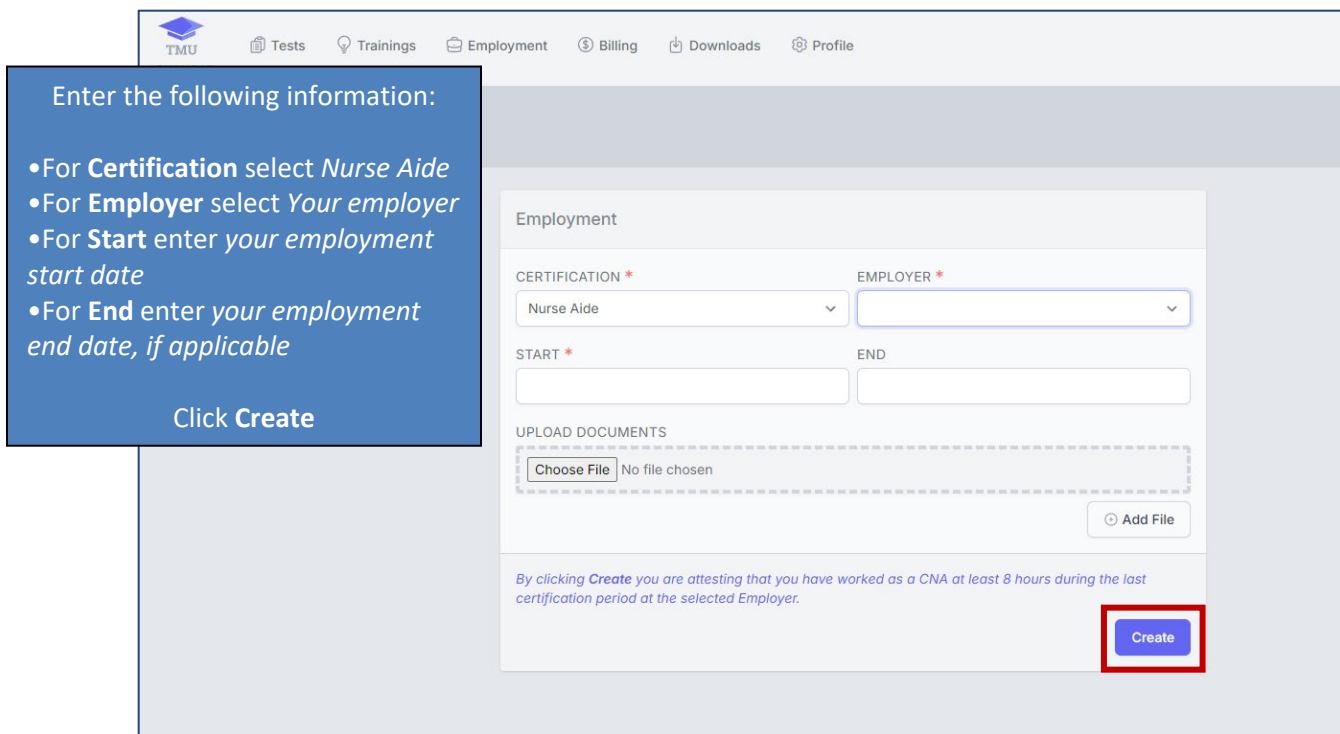 TMU
Tests
Trainings
Employment
Billing
Downloads
Profile
Enter the following information:
•For Certification select Nurse Aide
•For Employer select Your employer
•For Start enter your employment
start date
•For End enter your employment
end date, if applicable
Click Create
Employment
CERTIFICATION *
EMPLOYER *
Nurse Aide
START *
END
UPLOAD DOCUMENTS
Choose File No file chosen
Add File
By clicking Create you are attesting that you have worked as a CNA at least 8 hours during the last
certification period at the selected Employer.
Create